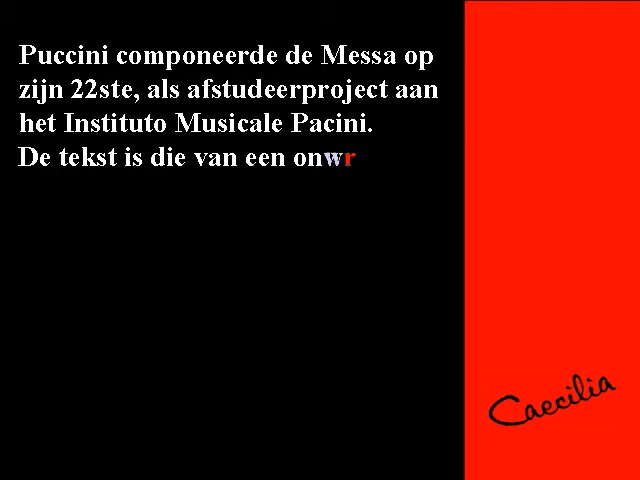 Puccini componeerde de Messa op
zijn 22ste, als afstudeerproject aan
het Instituto Musicale Pacini.
De tekst is die van een onwr
Caecilia